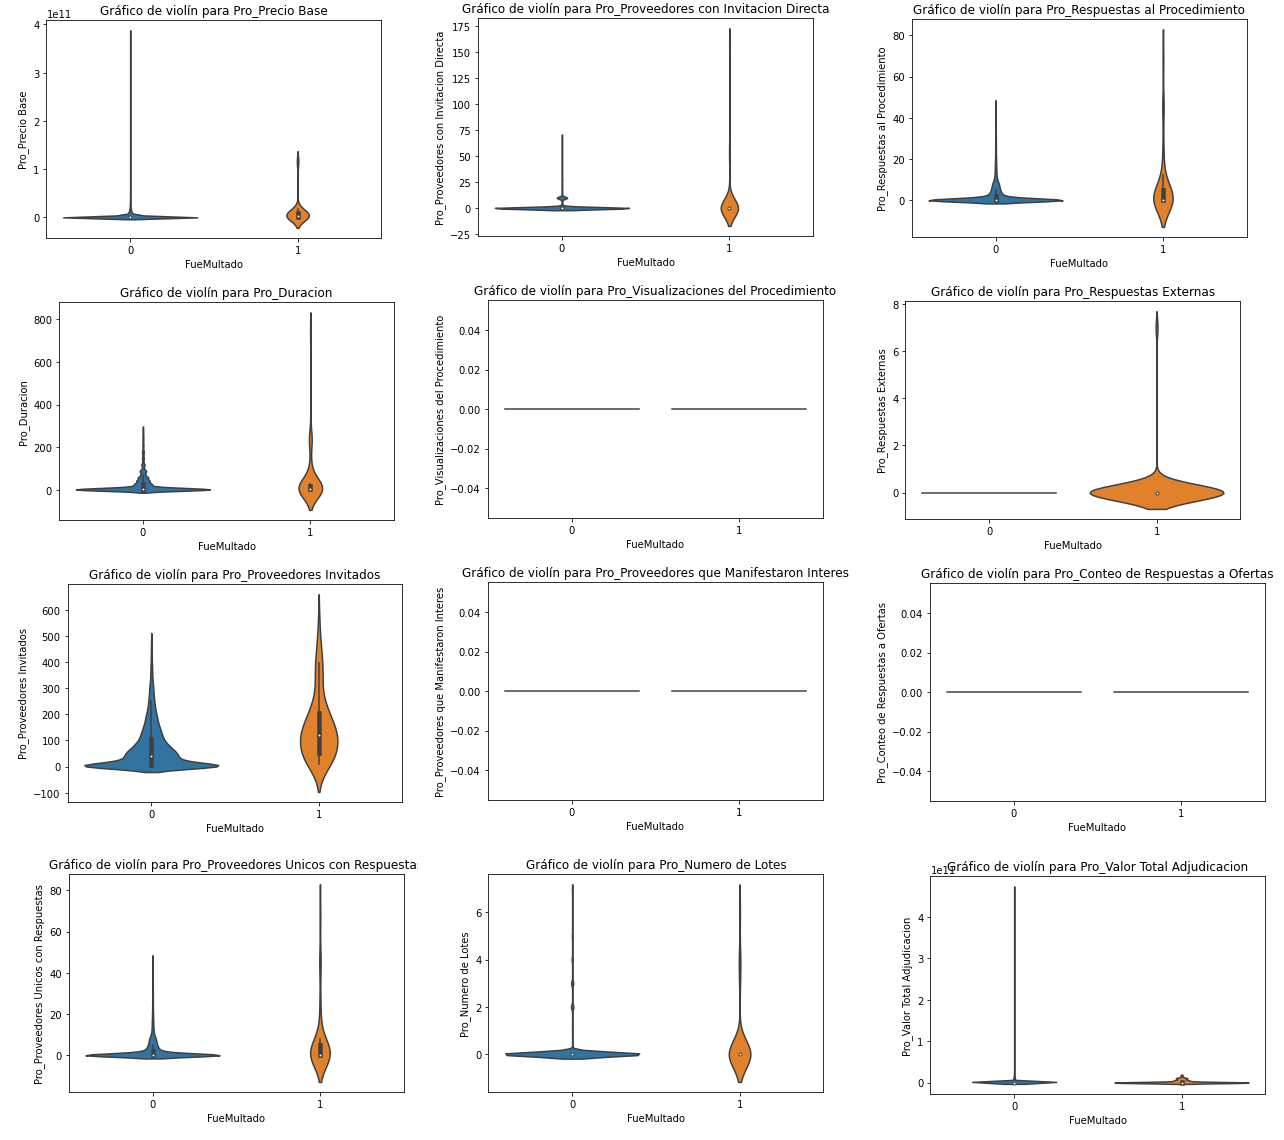 Gráfico de violín para Pro_Precio Base
1e11
4
3
2
1
0
Pro_Precio Base
0
1
FueMultado
Gráfico de violín para Pro_Proveedores con Invitacion Directa
175
150
125
100
75
50
25
0
−25
Pro_Proveedores con Invitacion Directa
0
1
FueMultado
Gráfico de violín para Pro_Respuestas al Procedimiento
80
60
40
20
0
Pro_Respuestas al Procedimiento
0
1
FueMultado
Gráfico de violín para Pro_Duracion
800
600
400
200
0
Pro_Duracion
0
1
FueMultado
Gráfico de violín para Pro_Visualizaciones del Procedimiento
0.04
0.02
0.00
−0.02
−0.04
Pro_Visualizaciones del Procedimiento
0
1
FueMultado
Gráfico de violín para Pro_Respuestas Externas
8
6
4
2
0
Pro_Respuestas Externas
0
1
FueMultado
Gráfico de violín para Pro_Proveedores Invitados
600
500
400
300
200
100
0
−100
Pro_Proveedores Invitados
0
1
FueMultado
Gráfico de violín para Pro_Proveedores que Manifestaron Interes
0.04
0.02
0.00
−0.02
−0.04
Pro_Proveedores que Manifestaron Interes
0
1
FueMultado
Gráfico de violín para Pro_Conteo de Respuestas a Ofertas
0.04
0.02
0.00
−0.02
−0.04
Pro_Conteo de Respuestas a Ofertas
0
1
FueMultado
Gráfico de violín para Pro_Proveedores Unicos con Respuestas
80
60
40
20
0
Pro_Proveedores Unicos con Respuestas
0
1
FueMultado
Gráfico de violín para Pro_Numero de Lotes
6
4
2
0
Pro_Numero de Lotes
0
1
FueMultado
Gráfico de violín para Pro_Valor Total Adjudicacion
1e11
4
3
2
1
0
Pro_Valor Total Adjudicacion
0
1
FueMultado